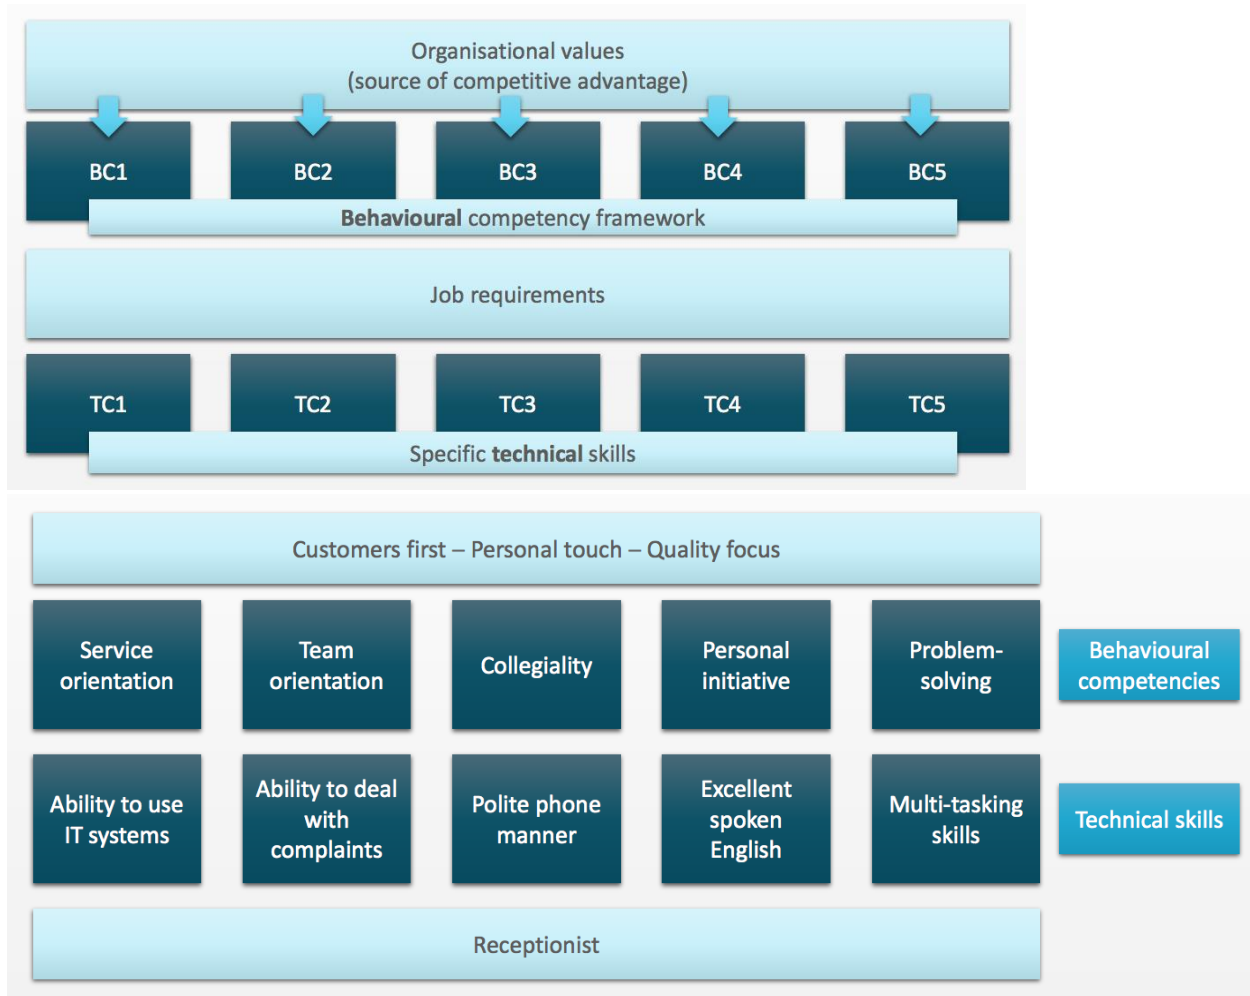 Organisational values
(source of competitive advantage)
BC1
BC2
BC3
BC4
BC5
Behavioural competency framework
Job requirements
TC1
TC2
TC3
TC4
TC5
Specific technical skills
Customers first – Personal touch – Quality focus
Service
orientation
Team
orientation
Collegiality
Personal
initiative
Problem-
solving
Behavioural
competencies
Ability to use
IT systems
Ability to deal
with
complaints
Polite phone
manner
Excellent
spoken
English
Multi-tasking
skills
Technical skills
Receptionist